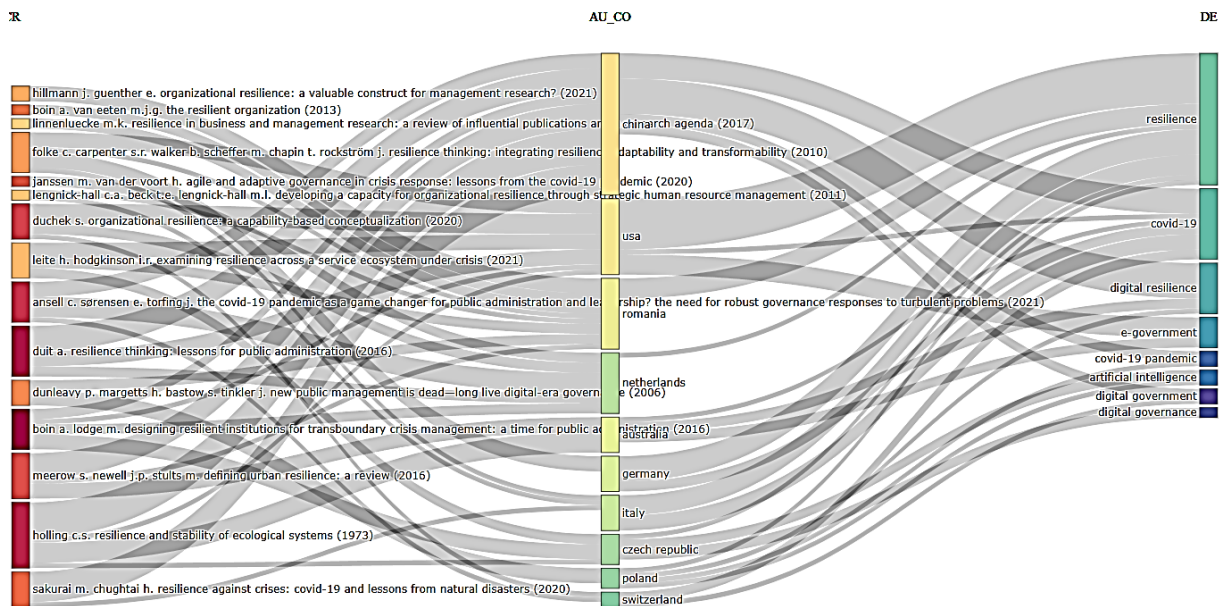 CR
AU_CO
DE
hillmann j. guenther e. organizational resilience: a valuable construct for management research? (2021)
boin a. van eeten m.j.g. the resilient organization (2013)
linnenluecke m.k. resilience in business and management research: a review of influential publications an
arch agenda (2017)
folke c. carpenter s.r. walker b. scheffer m. chapin t. rockström j. resilience thinking: integrating resilienc
daptability and transformability (2010)
janssen m. van der voort h. agile and adaptive governance in crisis response: lessons from the covid-19
demic (2020)
lengnick-hall c.a. beck t.e. lengnick-hall m.l. developing a capacity for organizational resilience through strategic human resource management (2011)
duchek s. organizational resilience: a capability-based conceptualization (2020)
leite h. hodgkinson i.r. examining resilience across a service ecosystem under crisis (2021)
ansell c. sørensen e. torfing j. the covid-19 pandemic as a game changer for public administration and leadership? the need for robust governance responses to turbulent problems (2021)
duit a. resilience thinking: lessons for public administration (2016)
dunleavy p. margetts h. bastow s. tinkler j. new public management is dead—long live digital-era governance (2006)
boin a. lodge m. designing resilient institutions for transboundary crisis management: a time for public administration (2016)
meerow s. newell j.p. stults m. defining urban resilience: a review (2016)
holling c.s. resilience and stability of ecological systems (1973)
sakurai m. chughtai h. resilience against crises: covid-19 and lessons from natural disasters (2020)
china
usa
romania
netherlands
australia
germany
italy
czech republic
poland
switzerland
resilience
covid-19
digital resilience
e-government
covid-19 pandemic
artificial intelligence
digital government
digital governance